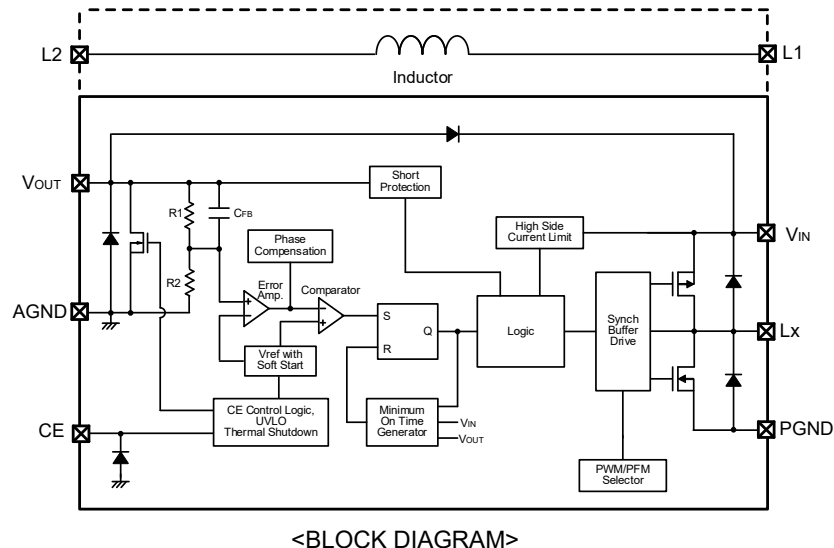 L2
L1
Inductor
VOUT
Short
Protection
R1
CFB
High Side
Current Limit
VIN
Phase
Compensation
R2
Error
Amp.
Comparator
AGND
S
Q
R
Logic
Synch
Buffer
Drive
Lx
Vref with
Soft Start
CE
CE Control Logic,
UVLO
Thermal Shutdown
Minimum
On Time
Generator
VIN
VOUT
PGND
PWM/PFM
Selector
<BLOCK DIAGRAM>